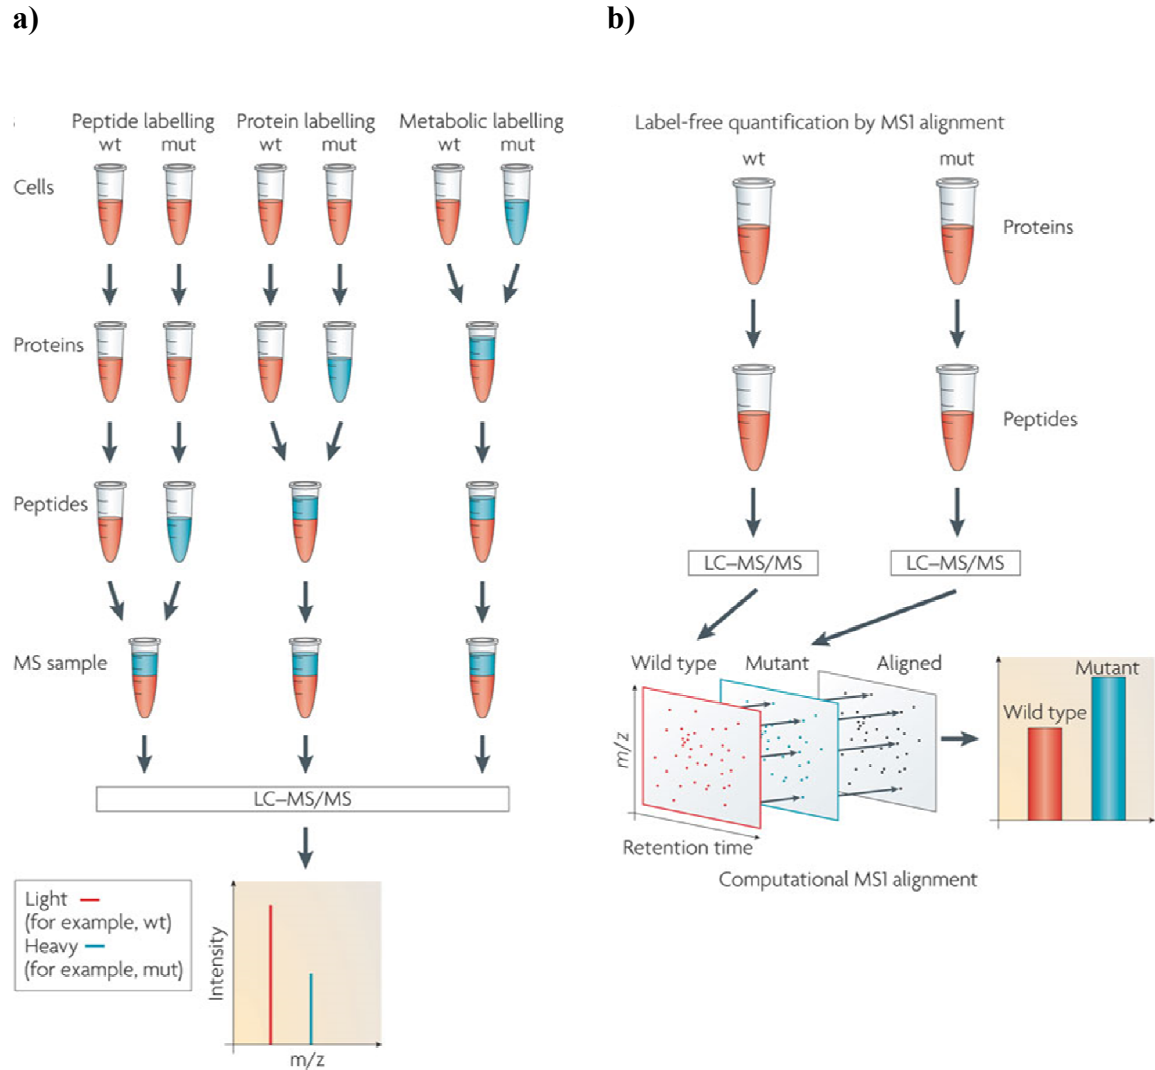 a)
b)
Peptide labelling
Protein labelling
Metabolic labelling
wt
mut
wt
mut
wt
mut
Cells
Proteins
Peptides
MS sample
LC–MS/MS
Light
(for example, wt)
Heavy
(for example, mut)
Intensity
m/z
Label-free quantification by MS1 alignment
wt
mut
Proteins
Peptides
LC–MS/MS
LC–MS/MS
Wild type
Mutant
Aligned
m/z
Retention time
Mutant
Wild type
Computational MS1 alignment